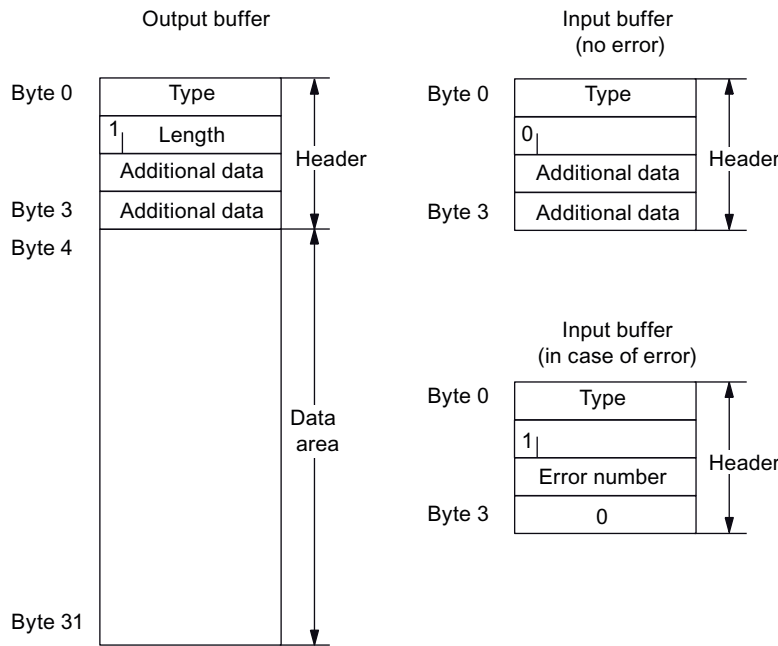 Output buffer
Byte 0
Type
1
Length
Additional data
Byte 3
Additional data
Header
Byte 4
Data
area
Byte 31
Input buffer
(no error)
Byte 0
Type
0
Additional data
Byte 3
Additional data
Header
Input buffer
(in case of error)
Byte 0
Type
1
Error number
Byte 3
0
Header